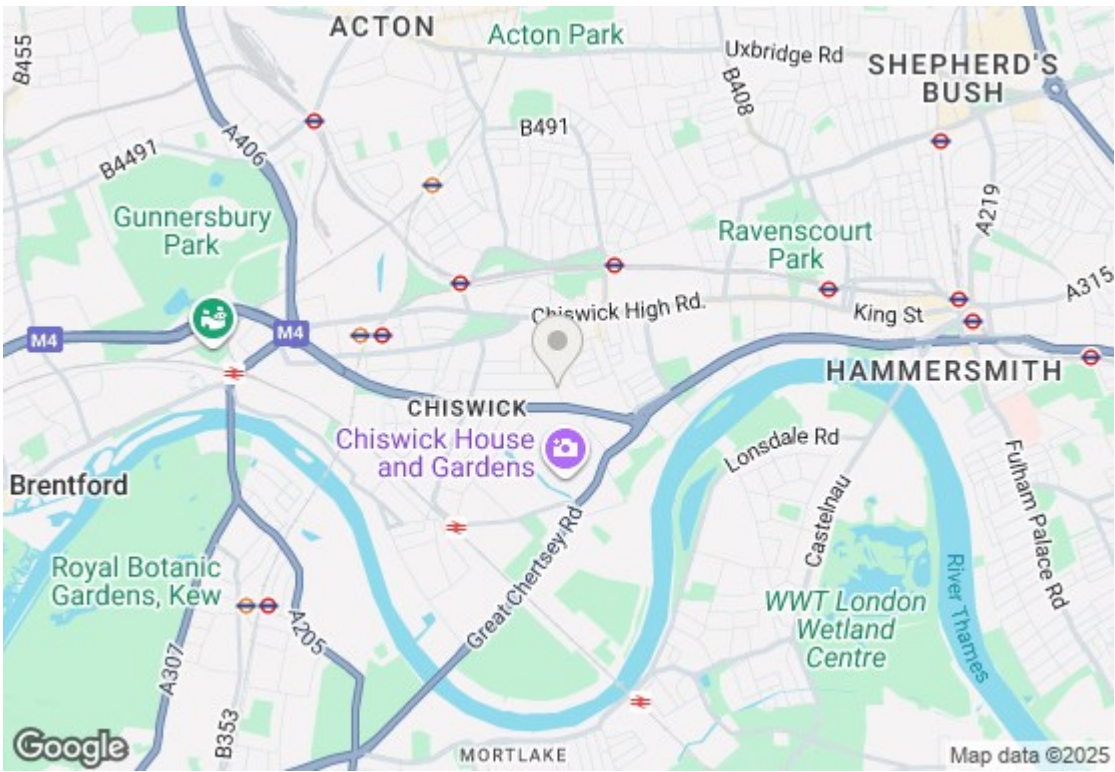 ACTON
Acton Park
Uxbridge Rd
SHEPHERD'S
BUSH
B455
B408
B491
A406
B4491
A219
Gunnersbury
Park
Ravenscourt
Park
A315
Chiswick High Rd.
King St
M4
M4
HAMMERSMITH
CHISWICK
Chiswick House
and Gardens
Lonsdale Rd
Brentford
Castelnau
Fulham Palace Rd
Great Chertsey Rd
River Thames
Royal Botanic
Gardens, Kew
WWT London
Wetland
Centre
A205
A307
B353
MORTLAKE
Google
Map data ©2025